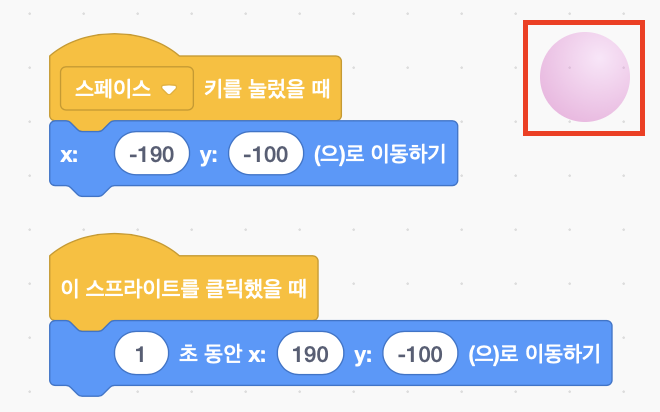 스페이스 키를 눌렀을 때
x: -190 y: -100 (으)로 이동하기
이 스프라이트를 클릭했을 때
1 초 동안 x: 190 y: -100 (으)로 이동하기